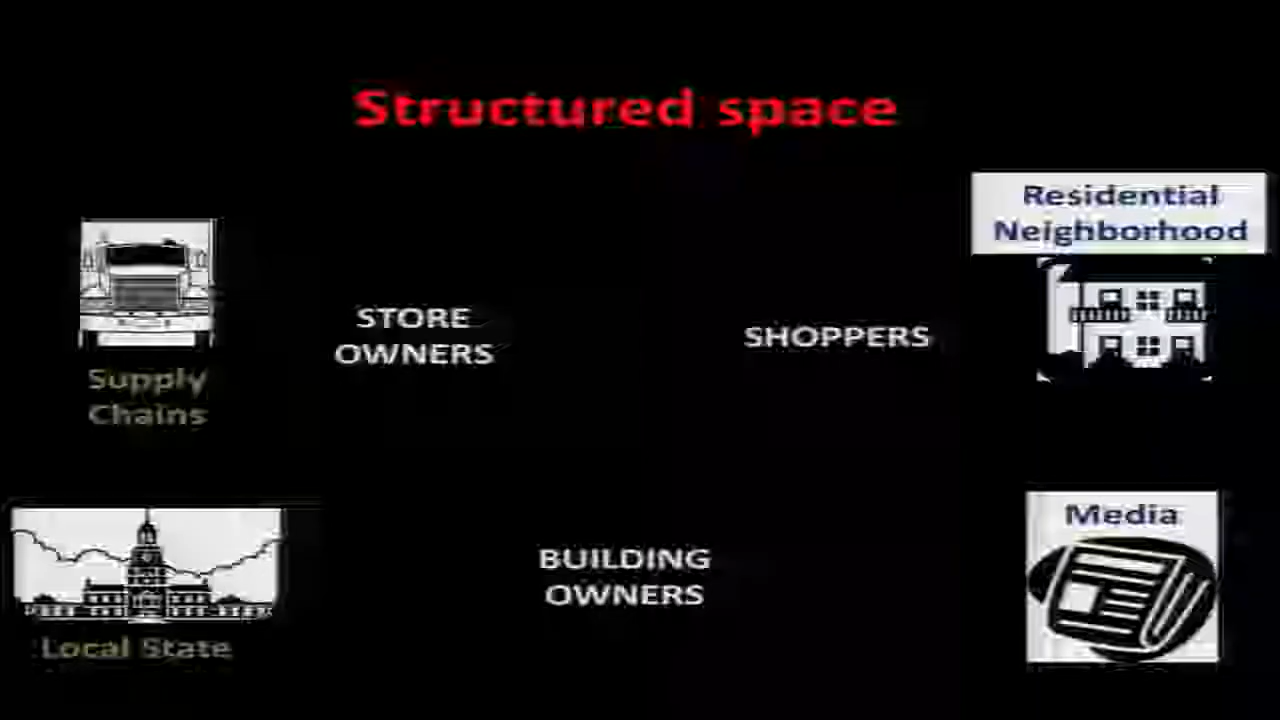 Structured space
Residential
Neighborhood
STORE
OWNERS
SHOPPERS
Supply
Chains
Media
BUILDING
OWNERS
Local State